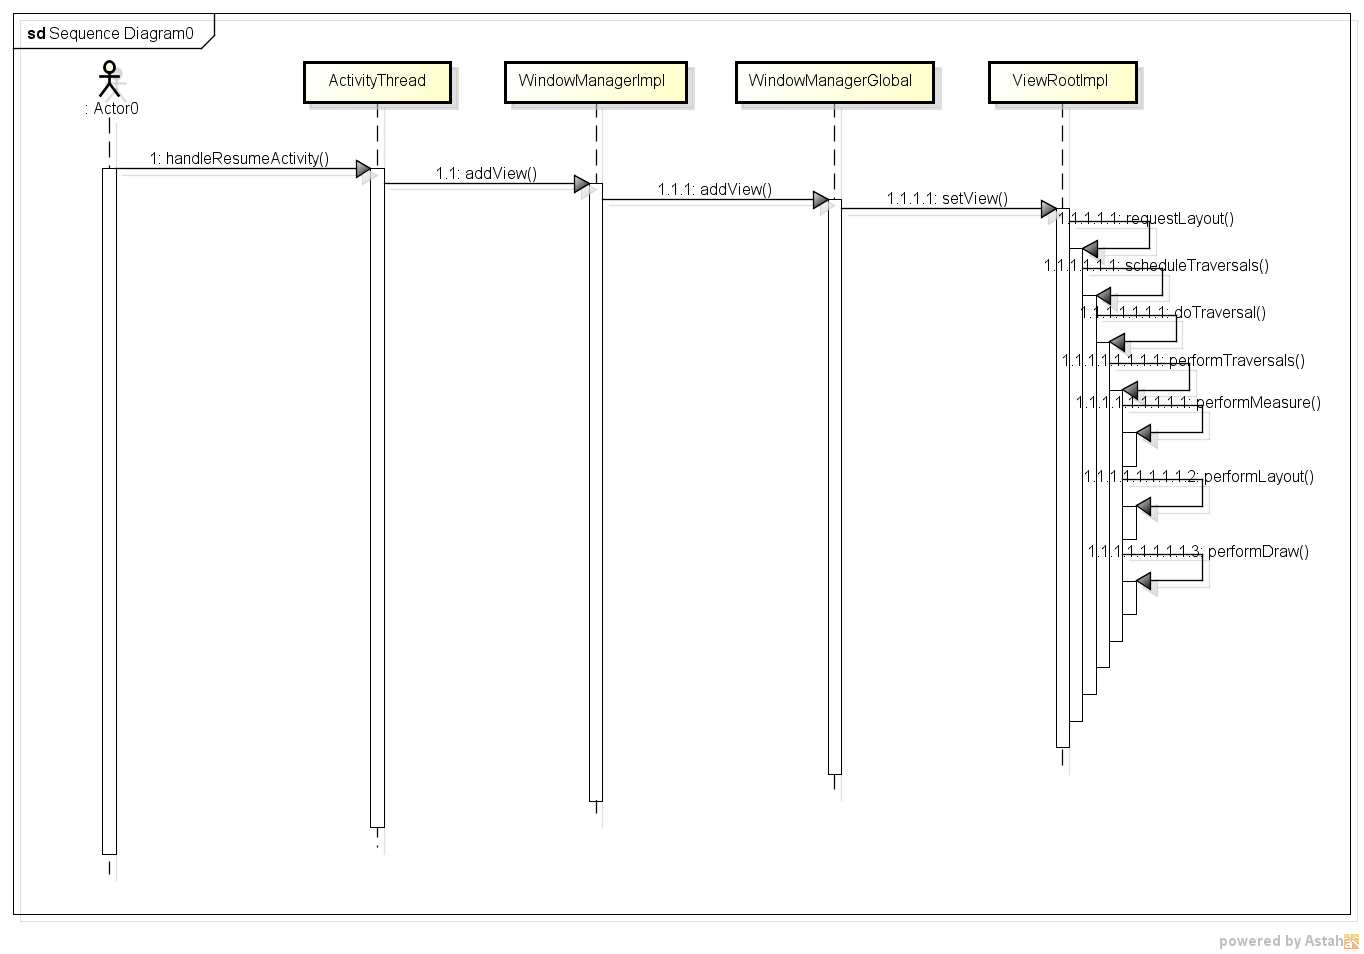 sd Sequence Diagram0
: Actor0
ActivityThread
WindowManagerImpl
WindowManagerGlobal
ViewRootImpl
1: handleResumeActivity()
1.1: addView()
1.1.1: addView()
1.1.1.1: setView()
1.1.1.1.1: requestLayout()
1.1.1.1.1.1: scheduleTraversals()
1.1.1.1.1.1.1: doTraversal()
1.1.1.1.1.1.1.1: performTraversals()
1.1.1.1.1.1.1.1.1: performMeasure()
1.1.1.1.1.1.1.1.2: performLayout()
1.1.1.1.1.1.1.1.3: performDraw()
powered by Astah